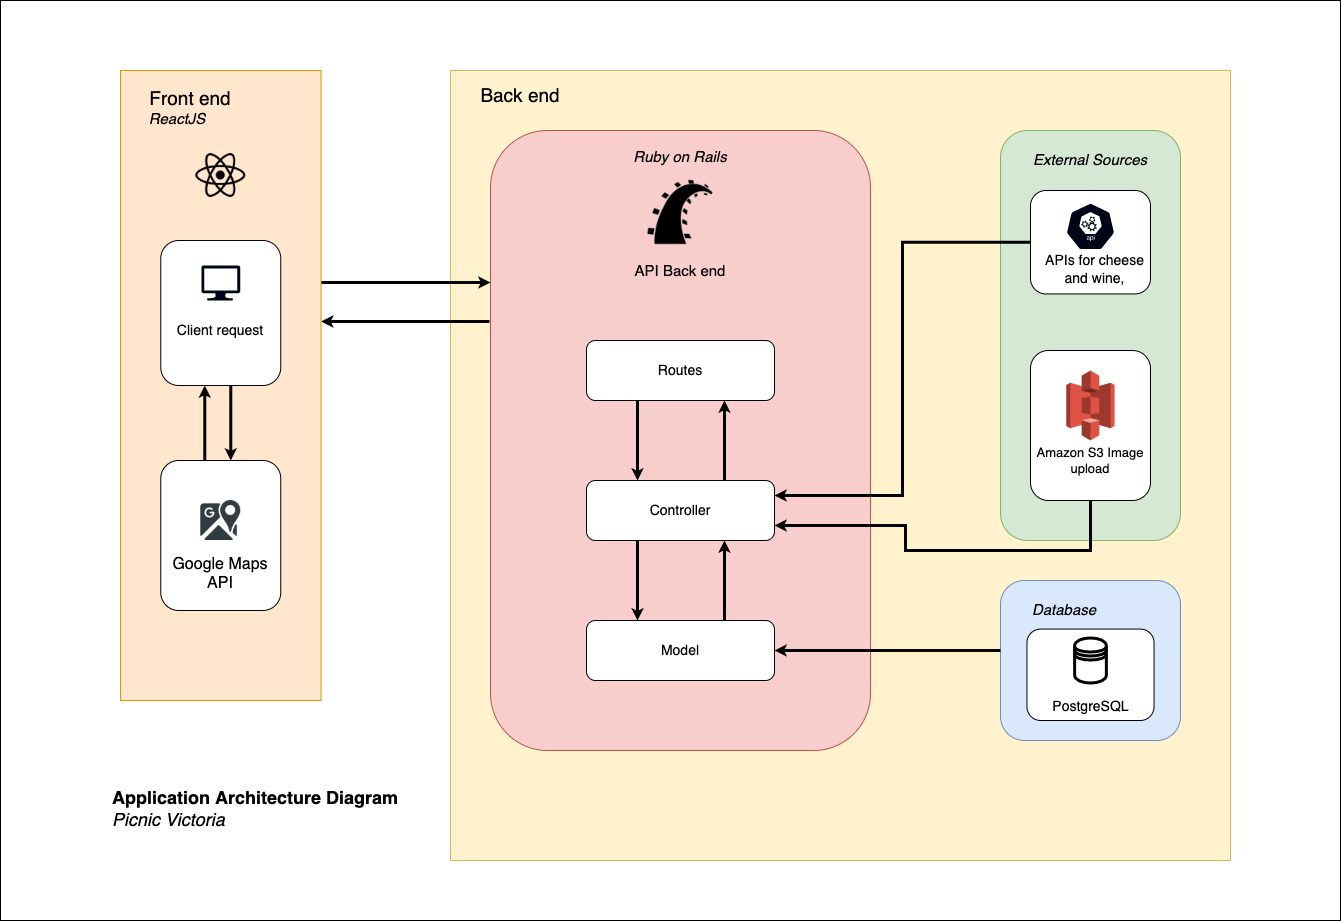 Front end
ReactJS
Client request
G
Google Maps
API
Back end
Ruby on Rails
API Back end
Routes
Controller
Model
External Sources
api
APIs for cheese
and wine,
Amazon S3 Image
upload
Database
PostgreSQL
Application Architecture Diagram
Picnic Victoria